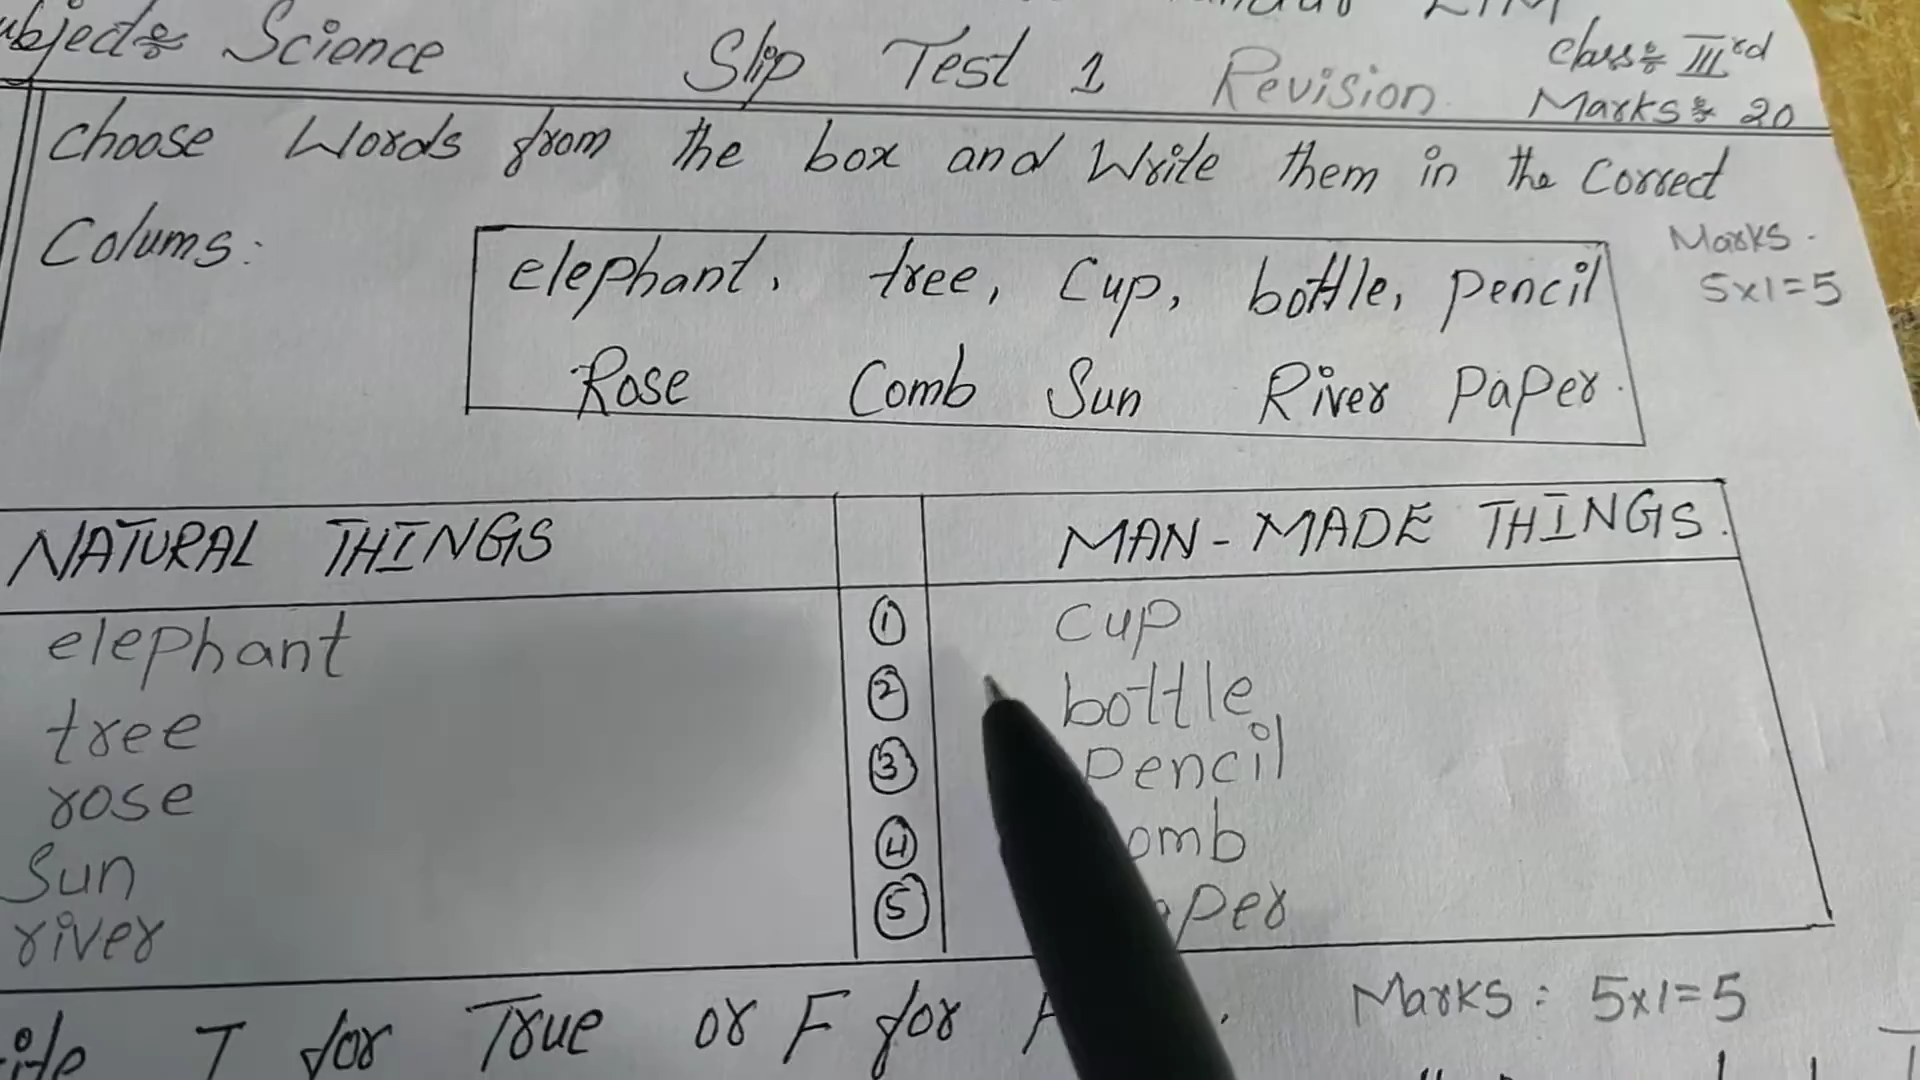 Science Slip Test 1 Revision Class: IIIrd
Marks: 20
Choose Words from the box and Write them in the Correct
Colums:
Marks.
5x1=5
elephant, tree, Cup, bottle, pencil
Rose Comb Sun River Paper.
NATURAL THINGS MAN-MADE THINGS.
elephant 1 cup
tree 2 bottle
rose 3 Pencil
Sun 4 omb
river 5 aper
T for True or F for
Marks: 5x1=5